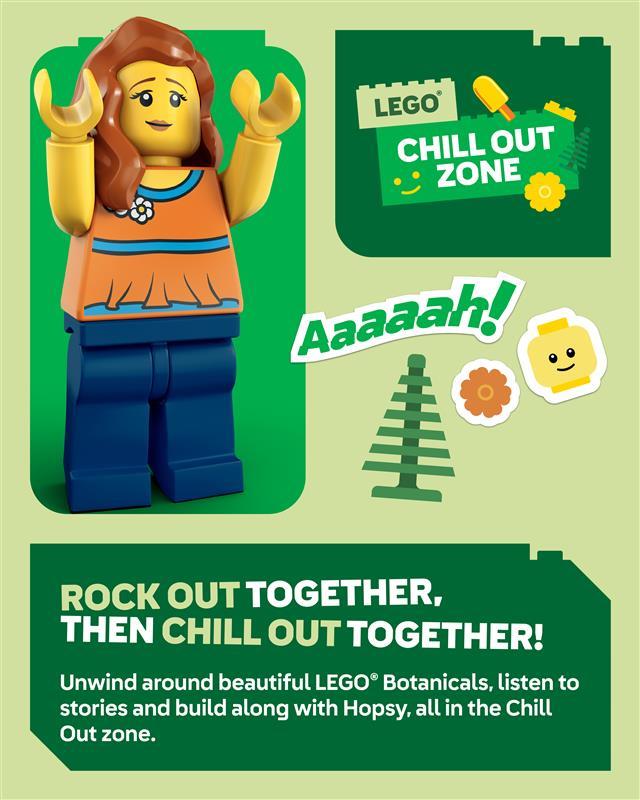 LEGO®
CHILL OUT
ZONE
Aaaaah!
ROCK OUT TOGETHER,
THEN CHILL OUT TOGETHER!
Unwind around beautiful LEGO® Botanicals, listen to
stories and build along with Hopsy, all in the Chill
Out zone.